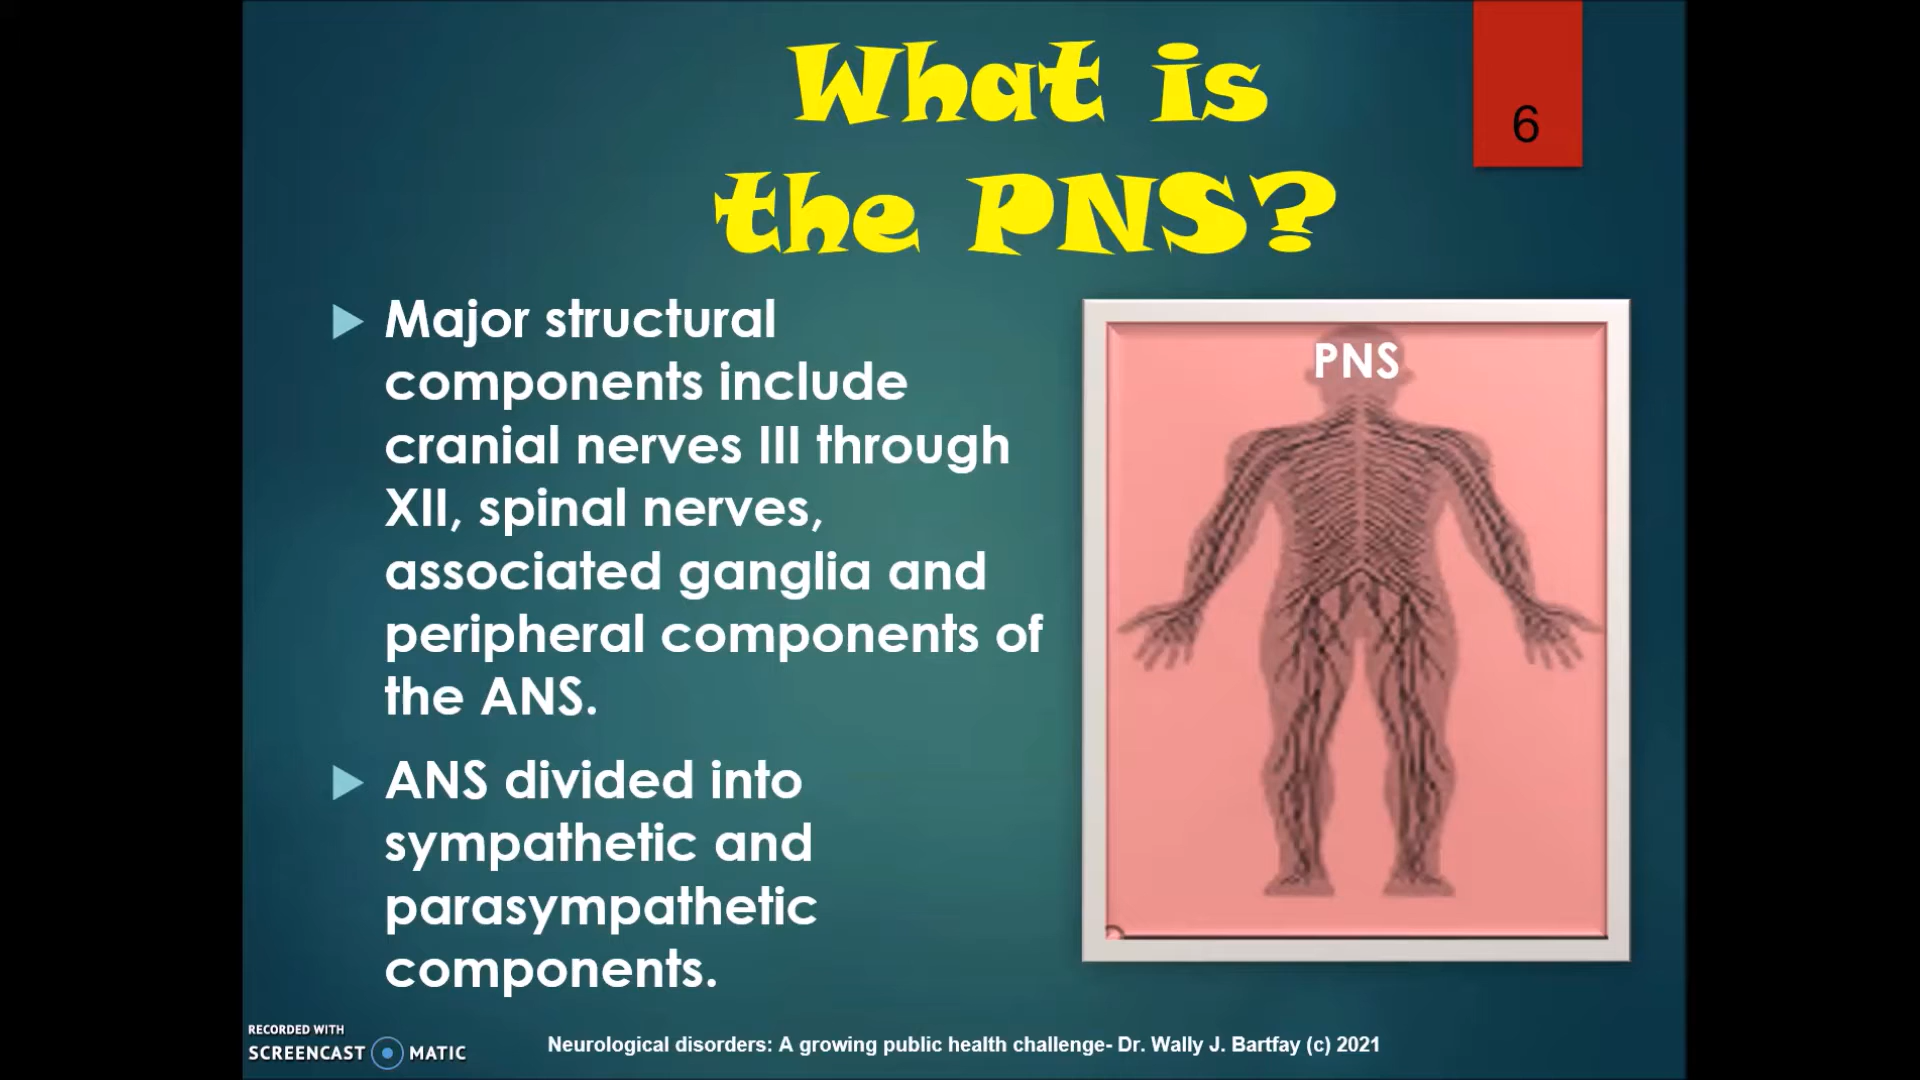 What is
the PNS?
6
Major structural
components include
cranial nerves III through
XII, spinal nerves,
associated ganglia and
peripheral components of
the ANS.
ANS divided into
sympathetic and
parasympathetic
components.
PNS
RECORDED WITH
SCREENCAST MATIC
Neurological disorders: A growing public health challenge- Dr. Wally J. Bartfay (c) 2021